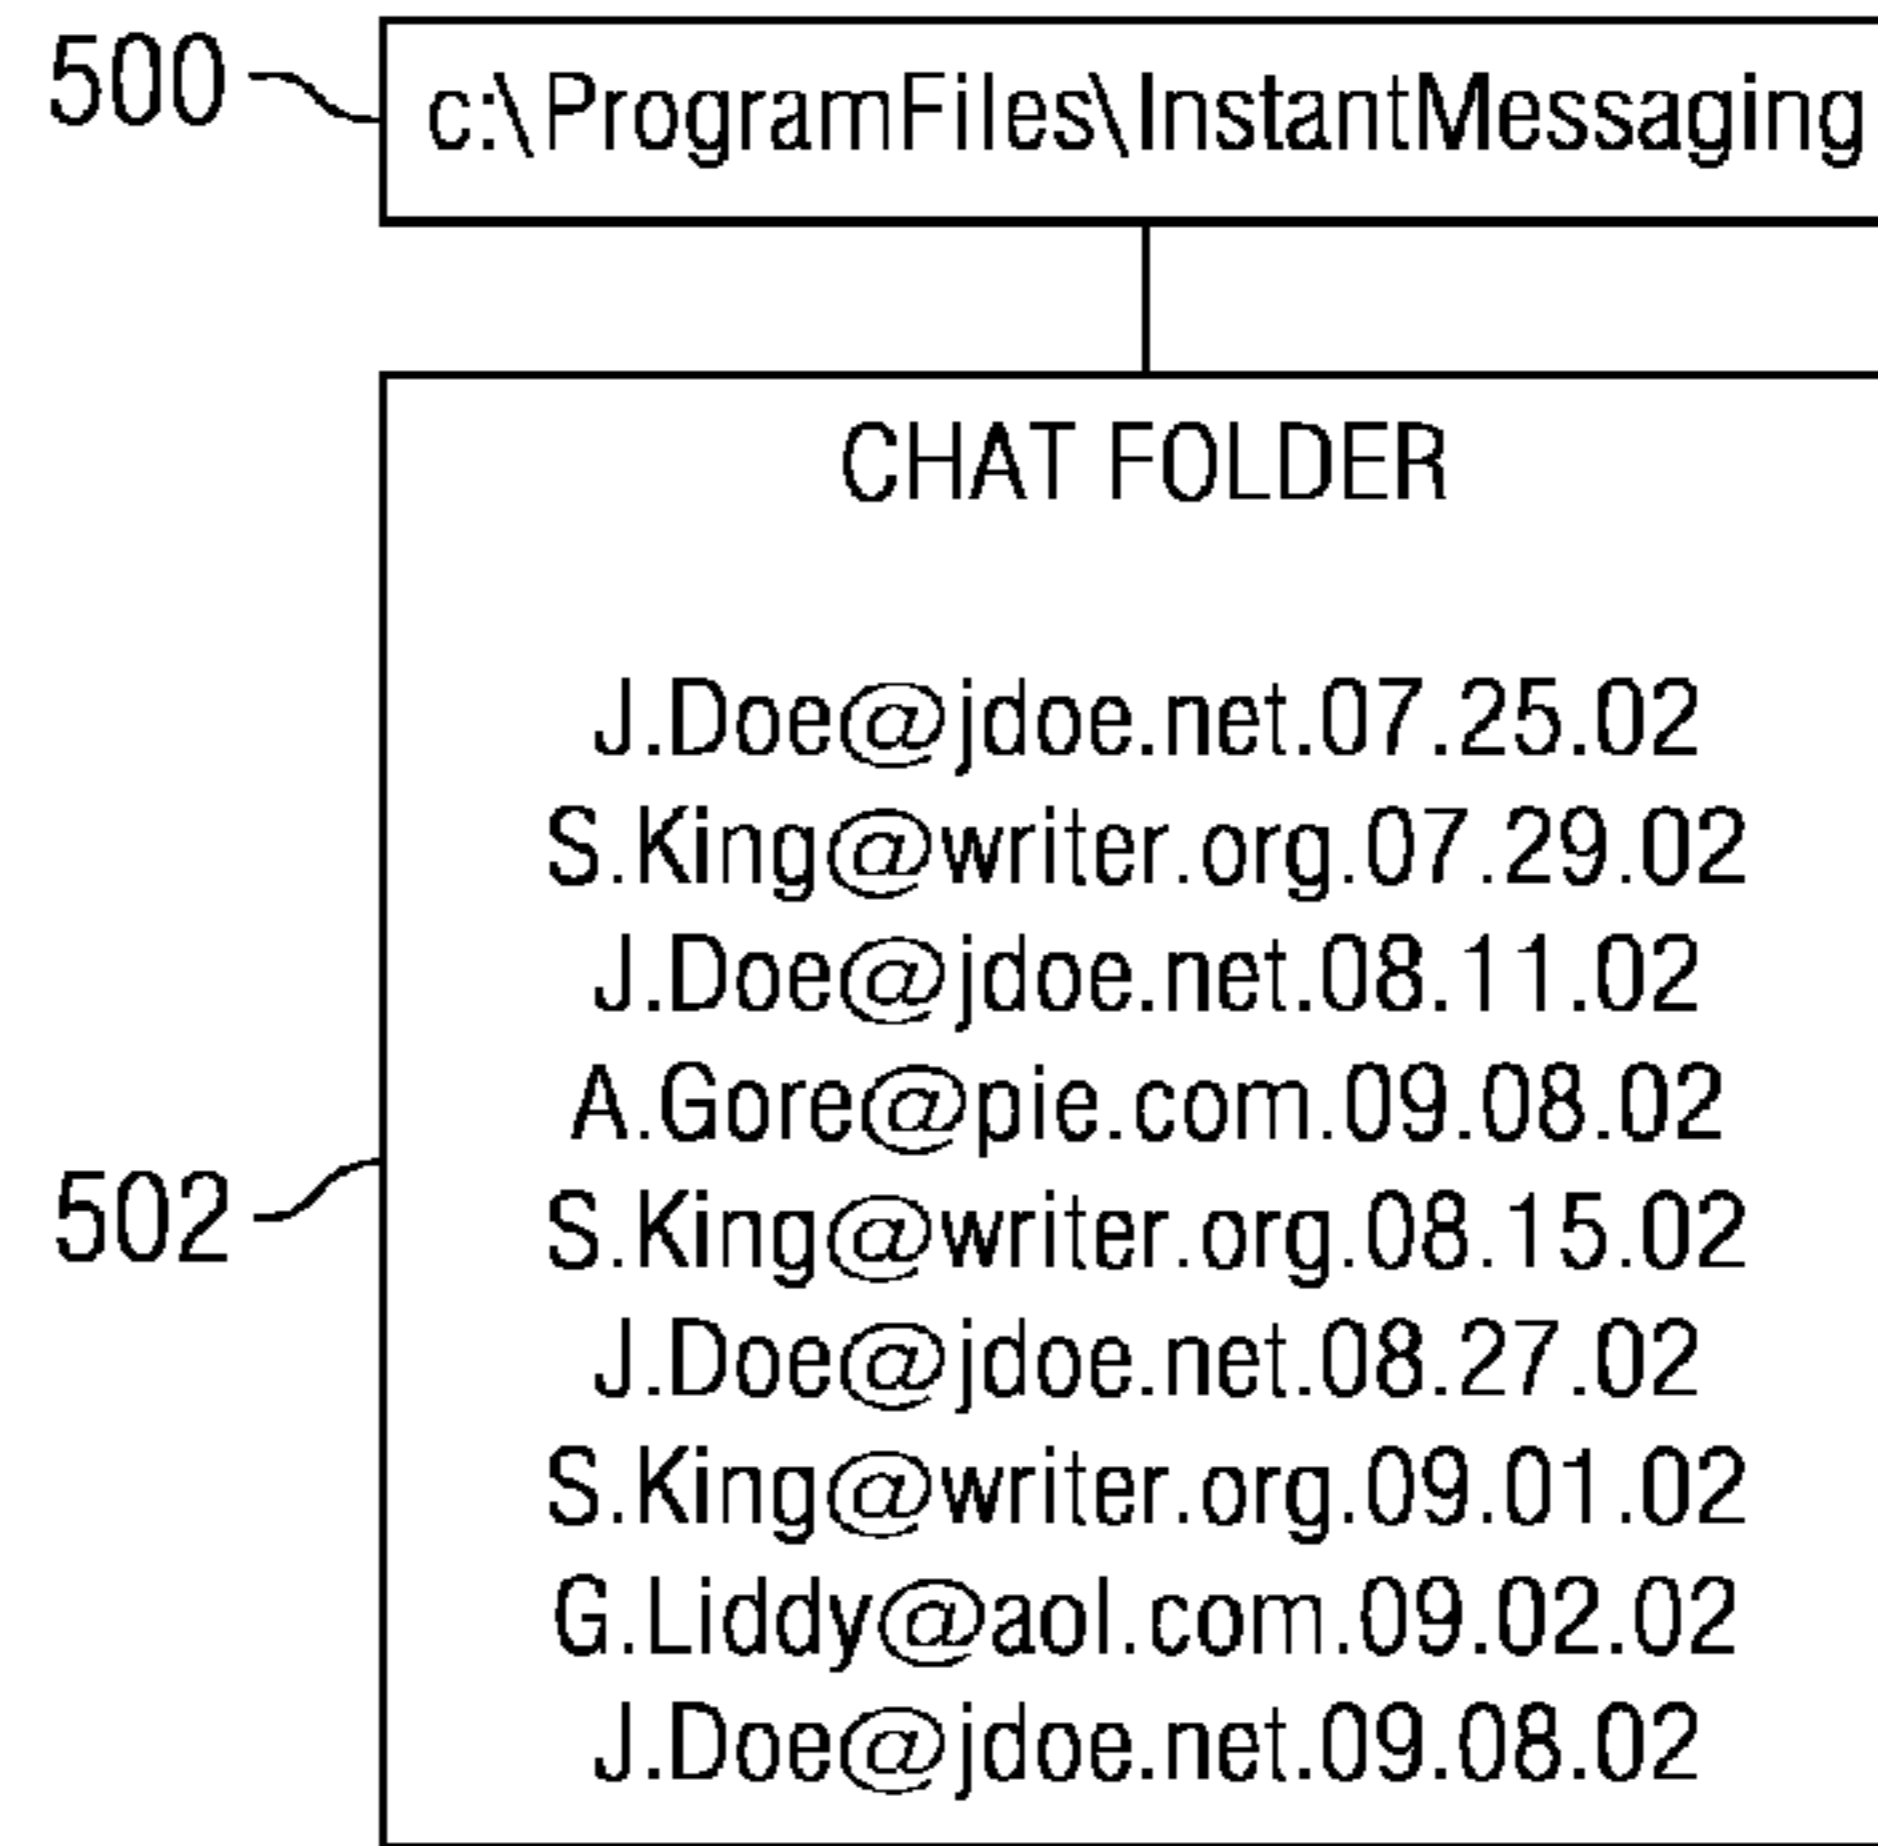 500
c:\ProgramFiles\InstantMessaging
CHAT FOLDER
J.Doe@jdoe.net.07.25.02
S.King@writer.org.07.29.02
J.Doe@jdoe.net.08.11.02
A.Gore@pie.com.09.08.02
502
S.King@writer.org.08.15.02
J.Doe@jdoe.net.08.27.02
S.King@writer.org.09.01.02
G.Liddy@aol.com.09.02.02
J.Doe@jdoe.net.09.08.02